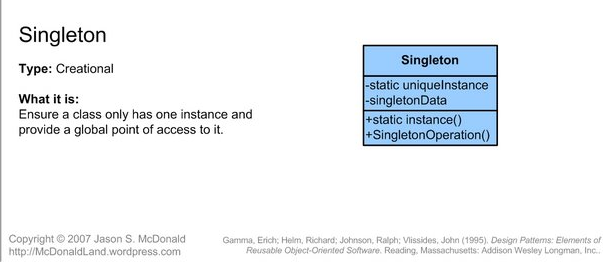 Singleton
Type: Creational
What it is:
Ensure a class only has one instance and
provide a global point of access to it.
Singleton
-static uniqueInstance
-singletonData
+static instance()
+SingletonOperation()
Copyright © 2007 Jason S. McDonald
http://McDonaldLand.wordpress.com
Gamma, Erich; Helm, Richard; Johnson, Ralph; Vlissides, John (1995). Design Patterns: Elements of
Reusable Object-Oriented Software. Reading, Massachusetts: Addison Wesley Longman, Inc..